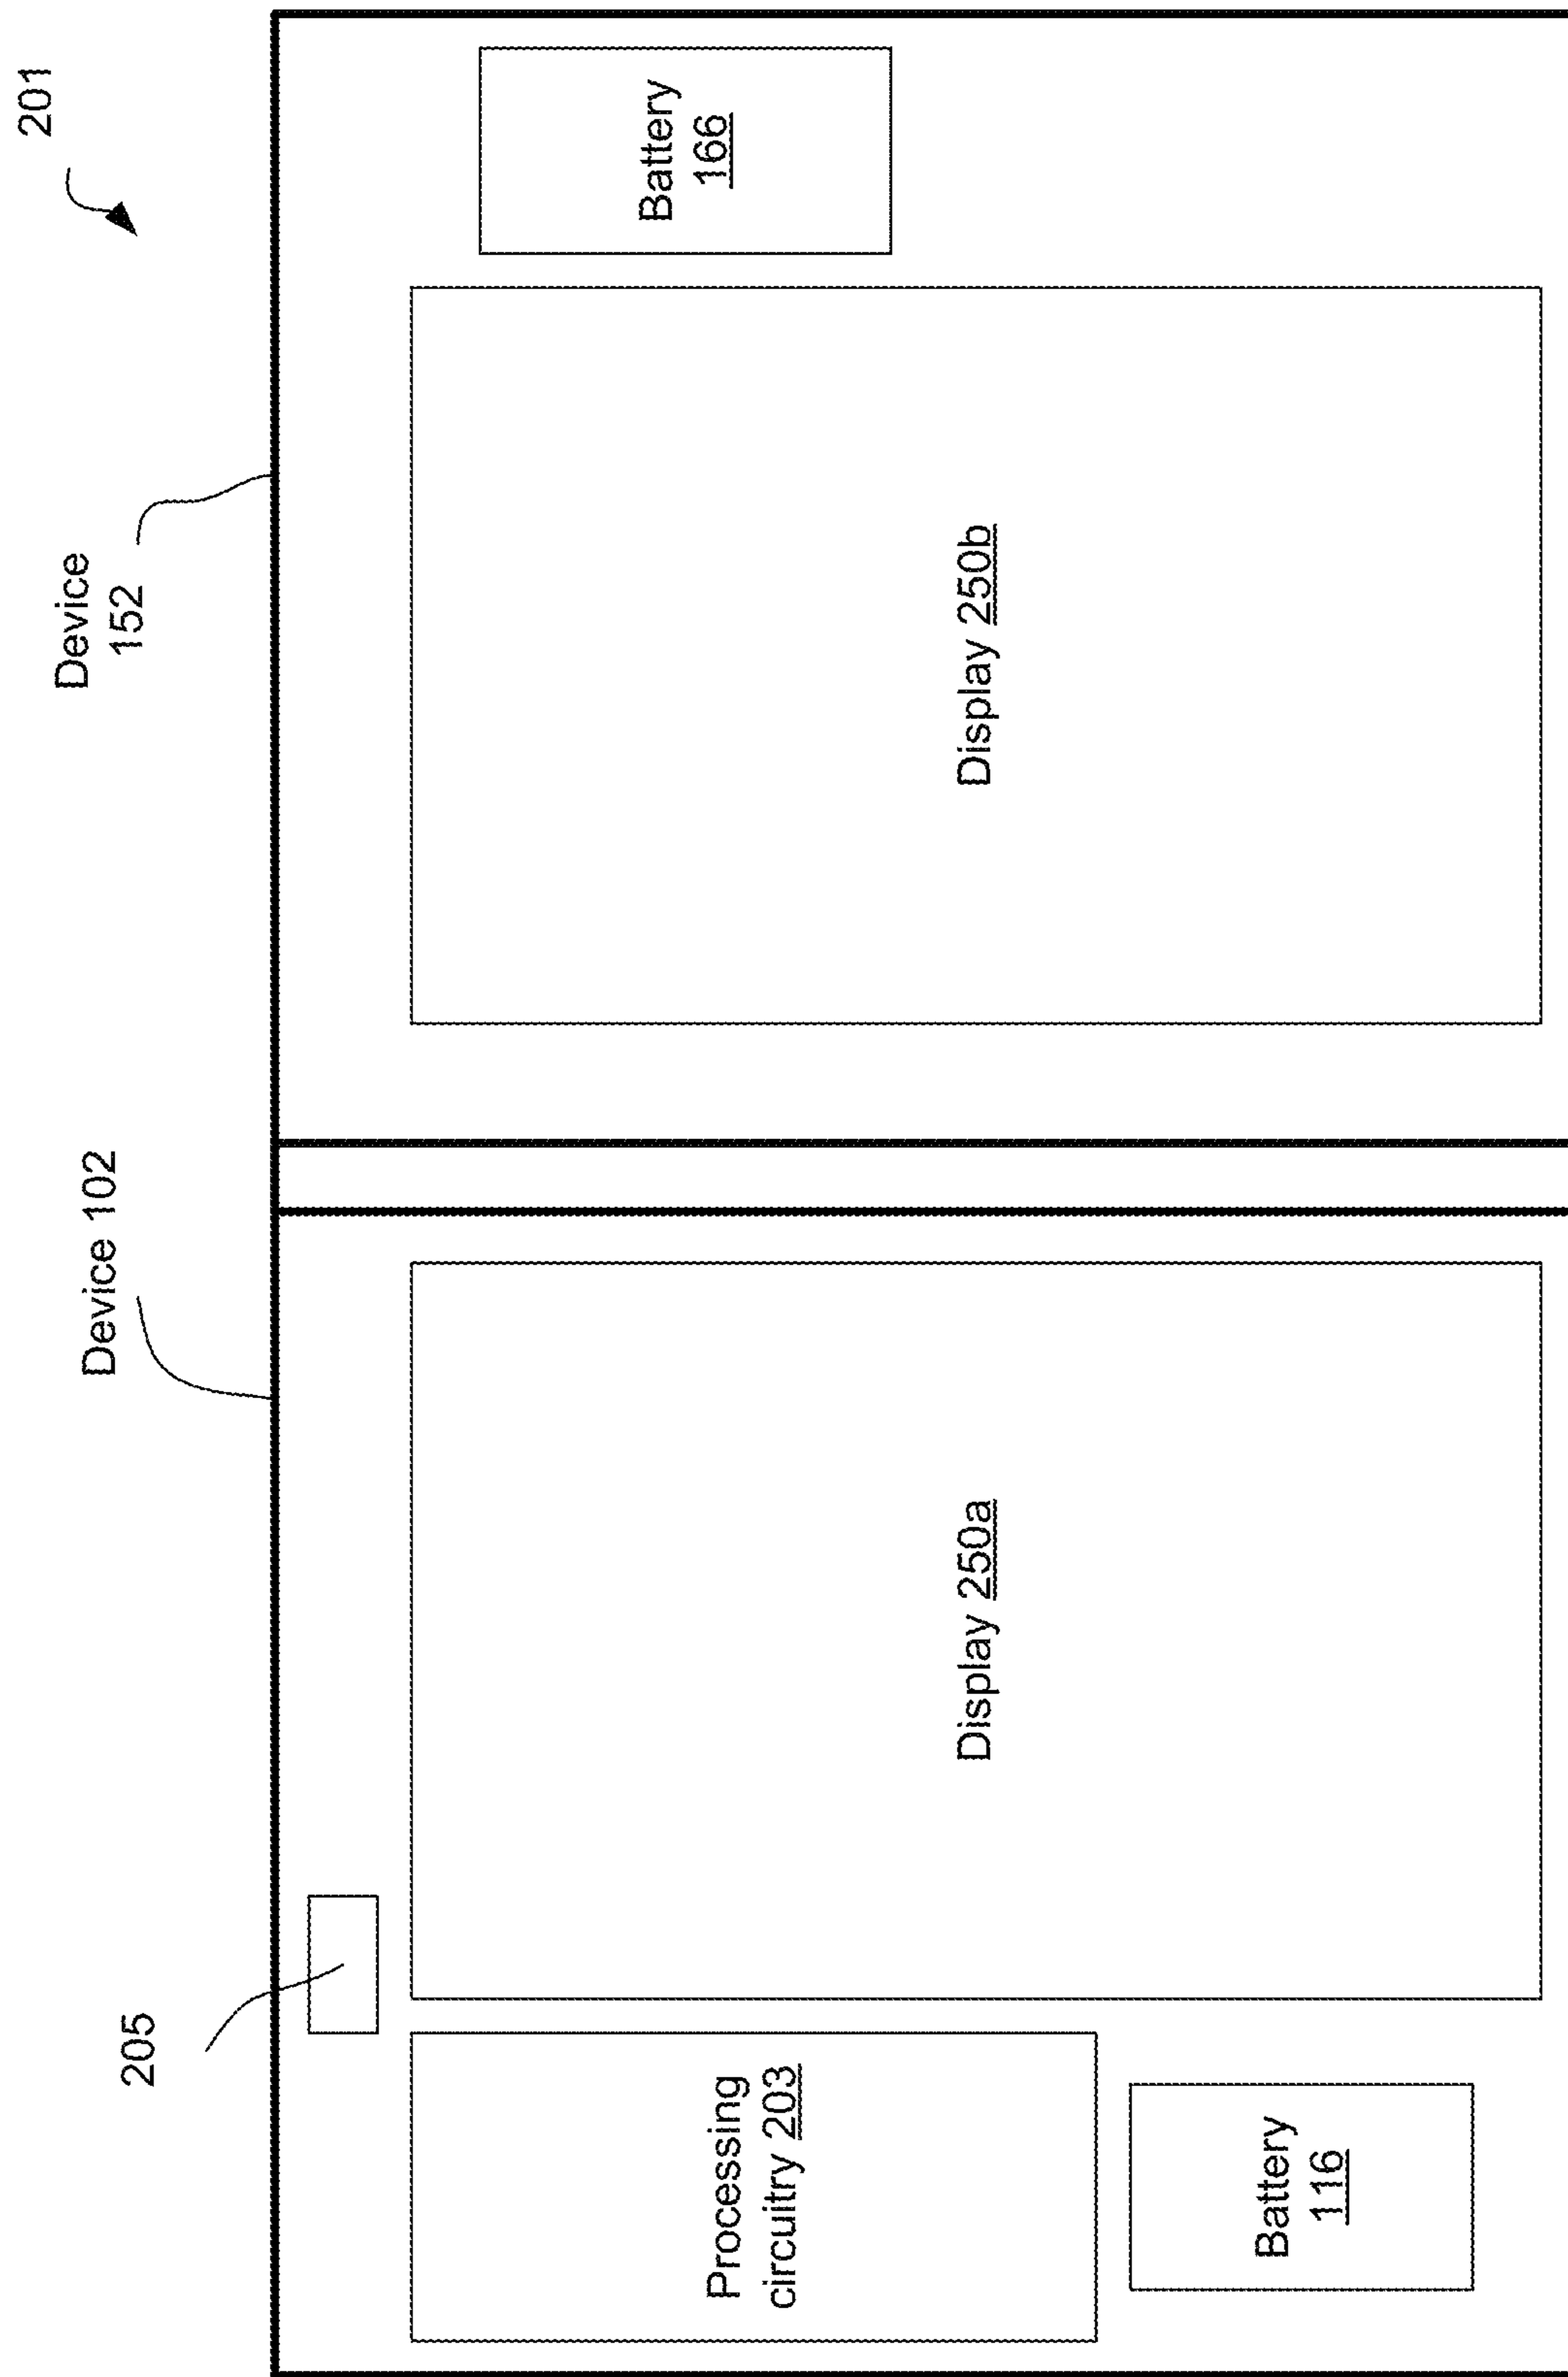 201
Device 102
Device
152
205
Processing
circuitry 203
Display 250a
Display 250b
Battery
166
Battery
116